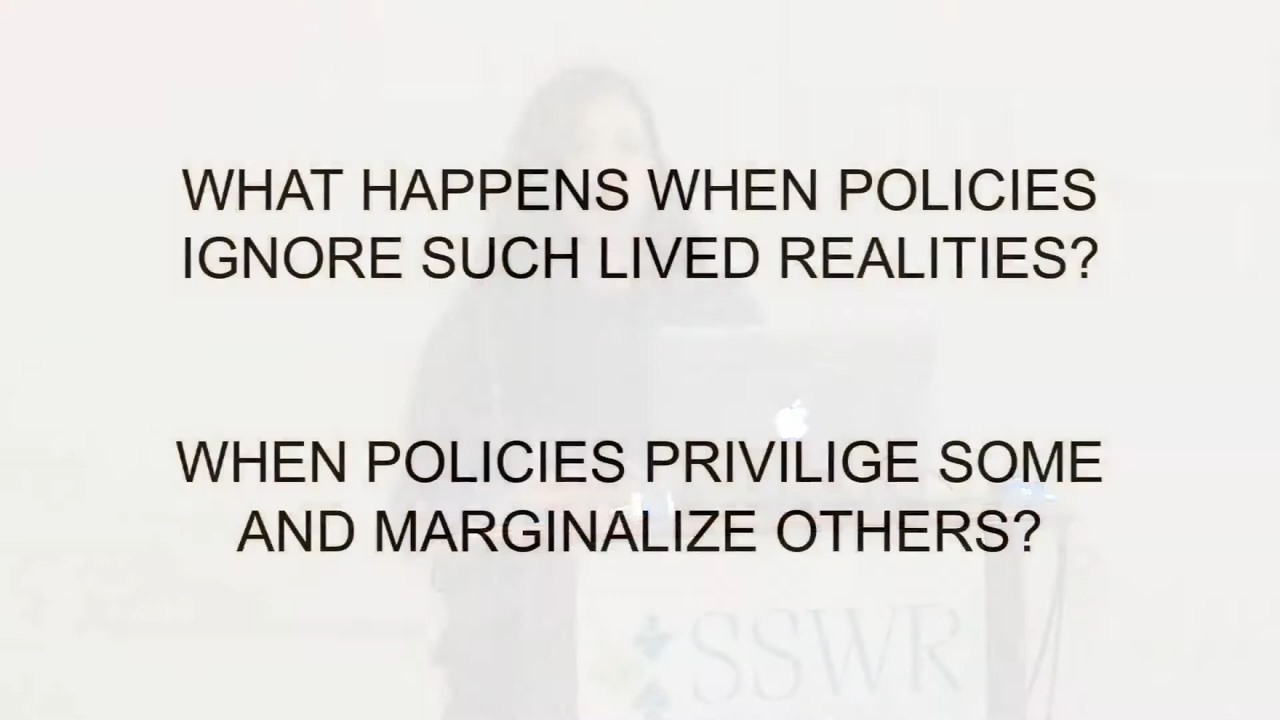 WHAT HAPPENS WHEN POLICIES
IGNORE SUCH LIVED REALITIES?
WHEN POLICIES PRIVILIGE SOME
AND MARGINALIZE OTHERS?
SSWR